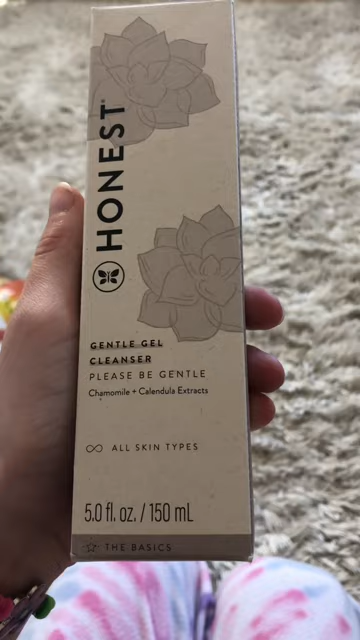 HONEST
GENTLE GEL
CLEANSER
PLEASE BE GENTLE
Chamomile + Calendula Extracts
ALL SKIN TYPES
5.0 fl. oz. / 150 mL
THE BASICS